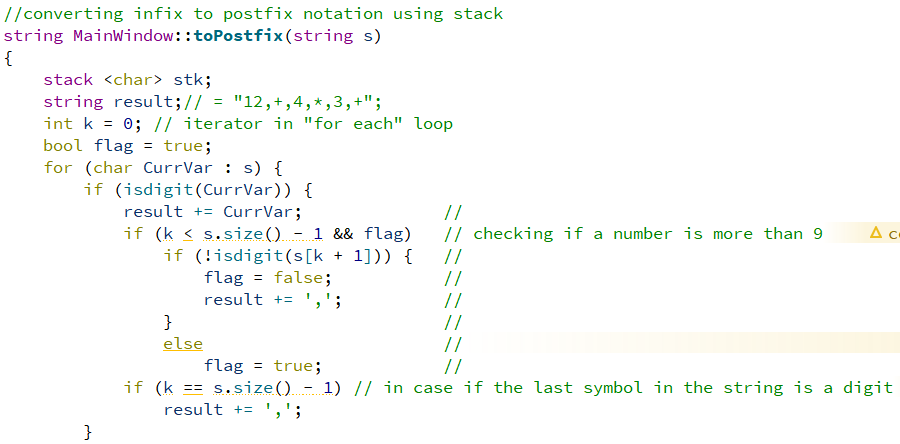 //converting infix to postfix notation using stack
string MainWindow::toPostfix(string s)
{
    stack <char> stk;
    string result;// = "12,+,4,*,3,+";
    int k = 0; // iterator in "for each" loop
    bool flag = true;
    for (char CurrVar : s) {
        if (isdigit(CurrVar)) {
            result += CurrVar;              //
            if (k < s.size() - 1 && flag)   // checking if a number is more than 9
                if (!isdigit(s[k + 1])) {   //
                    flag = false;           //
                    result += ',';          //
                }                           //
                else                        //
                    flag = true;            //
            if (k == s.size() - 1) // in case if the last symbol in the string is a digit
                result += ',';
        }